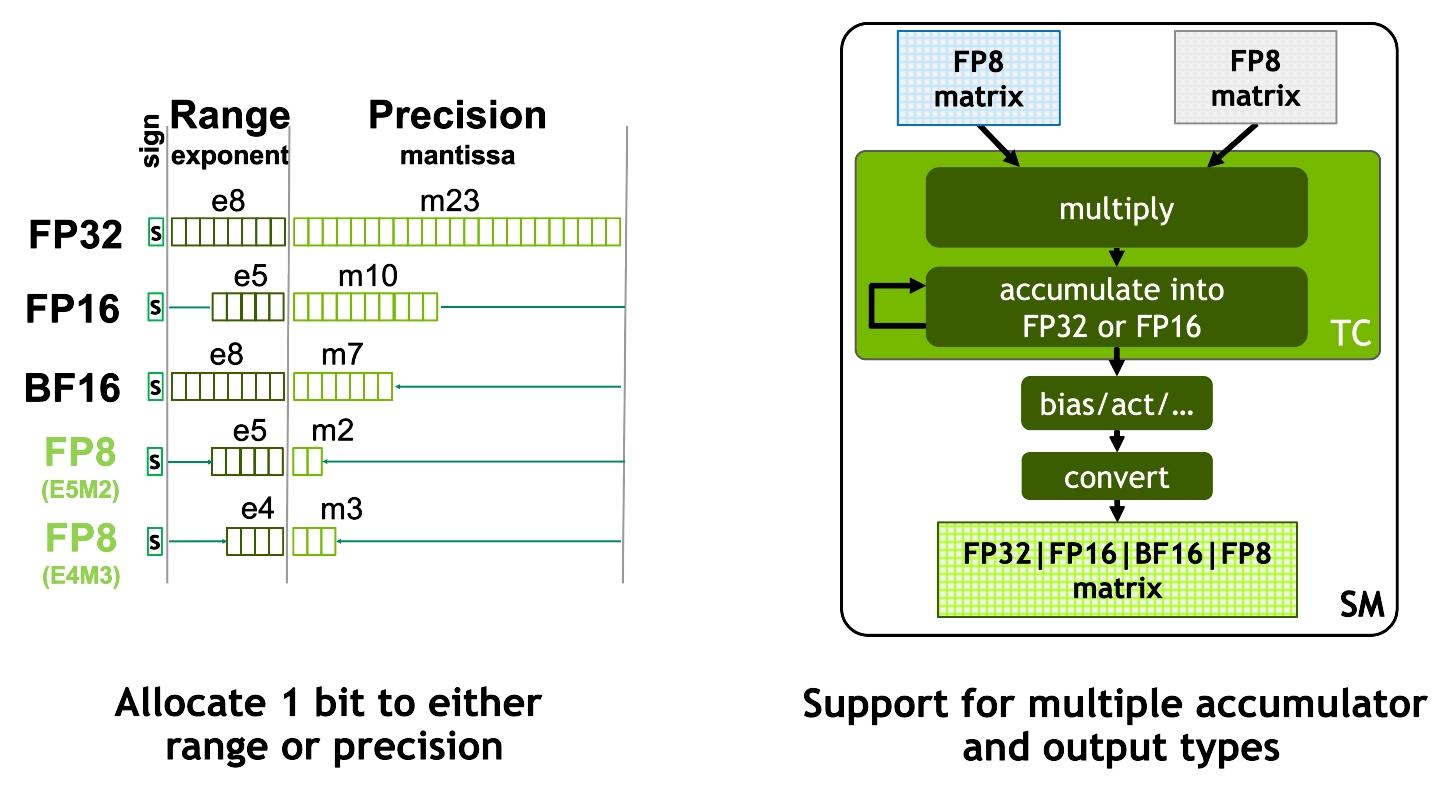 sign
Range
exponent
Precision
mantissa
e8
m23
FP32
S
e5
m10
FP16
S
e8
m7
BF16
S
e5
m2
FP8
(E5M2)
S
e4
m3
FP8
(E4M3)
S
Allocate 1 bit to either
range or precision
FP8
matrix
FP8
matrix
multiply
accumulate into
FP32 or FP16
TC
bias/act/…
convert
FP32|FP16|BF16|FP8
matrix
SM
Support for multiple accumulator
and output types